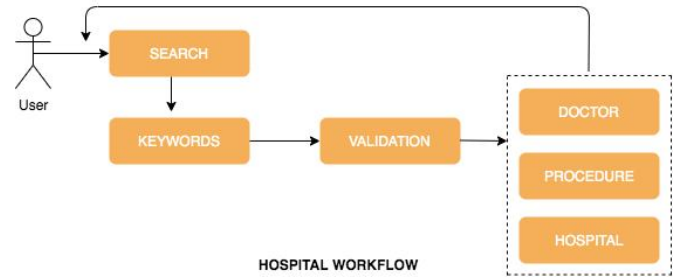 SEARCH
User
KEYWORDS
VALIDATION
DOCTOR
PROCEDURE
HOSPITAL
HOSPITAL WORKFLOW